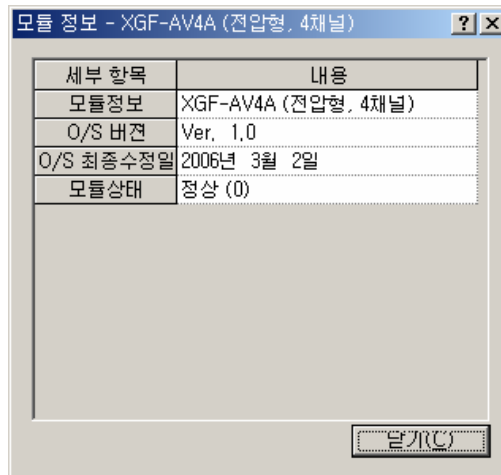 모듈 정보 - XGF-AV4A (전압형, 4채널)
세부 항목 내용
모듈정보 XGF-AV4A (전압형, 4채널)
O/S 버젼 Ver. 1.0
O/S 최종수정일 2006년 3월 2일
모듈상태 정상 (0)
닫기(C)